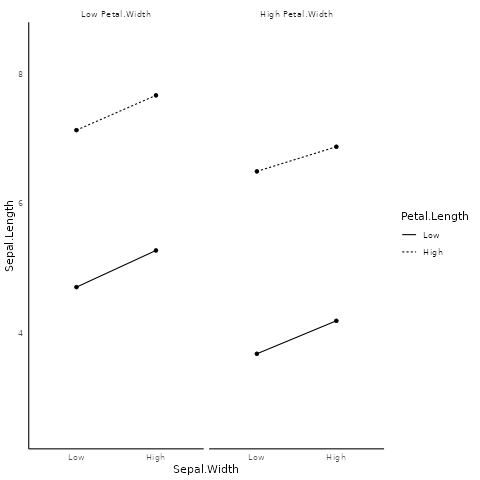 Low Petal.Width
High Petal.Width
8
6
4
Sepal.Length
Low
High
Low
High
Sepal.Width
Petal.Length
Low
High